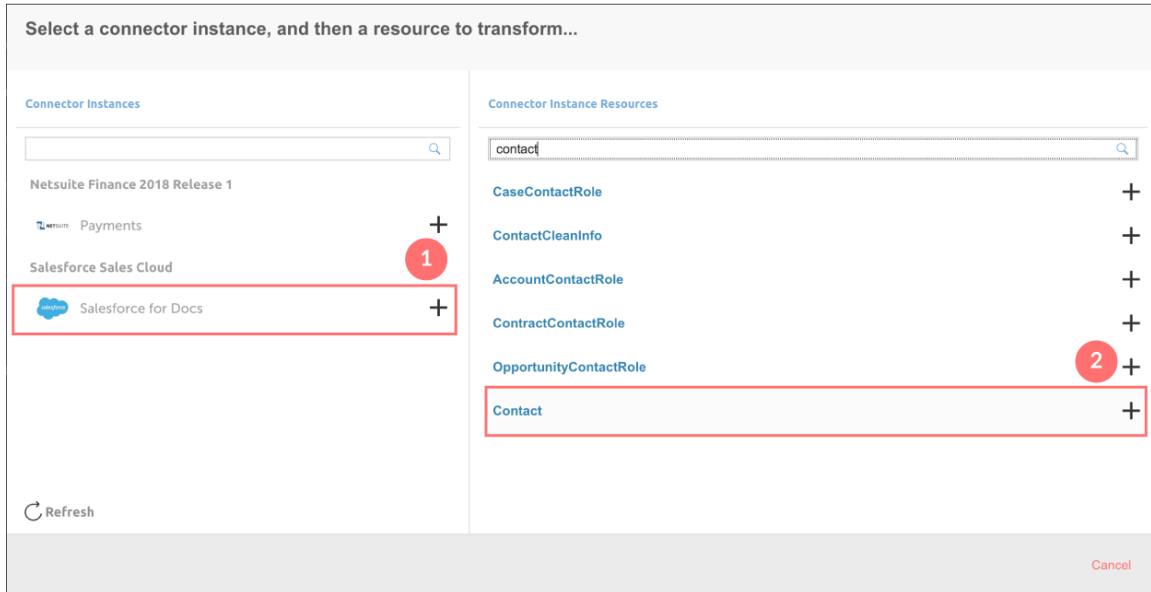 Select a connector instance, and then a resource to transform...
Connector Instances
Netsuite Finance 2018 Release 1
NETSUITE Payments
1
Salesforce Sales Cloud
salesforce Salesforce for Docs
Refresh
Connector Instance Resources
contact
CaseContactRole
ContactCleanInfo
AccountContactRole
ContractContactRole
OpportunityContactRole
2
Contact
Cancel